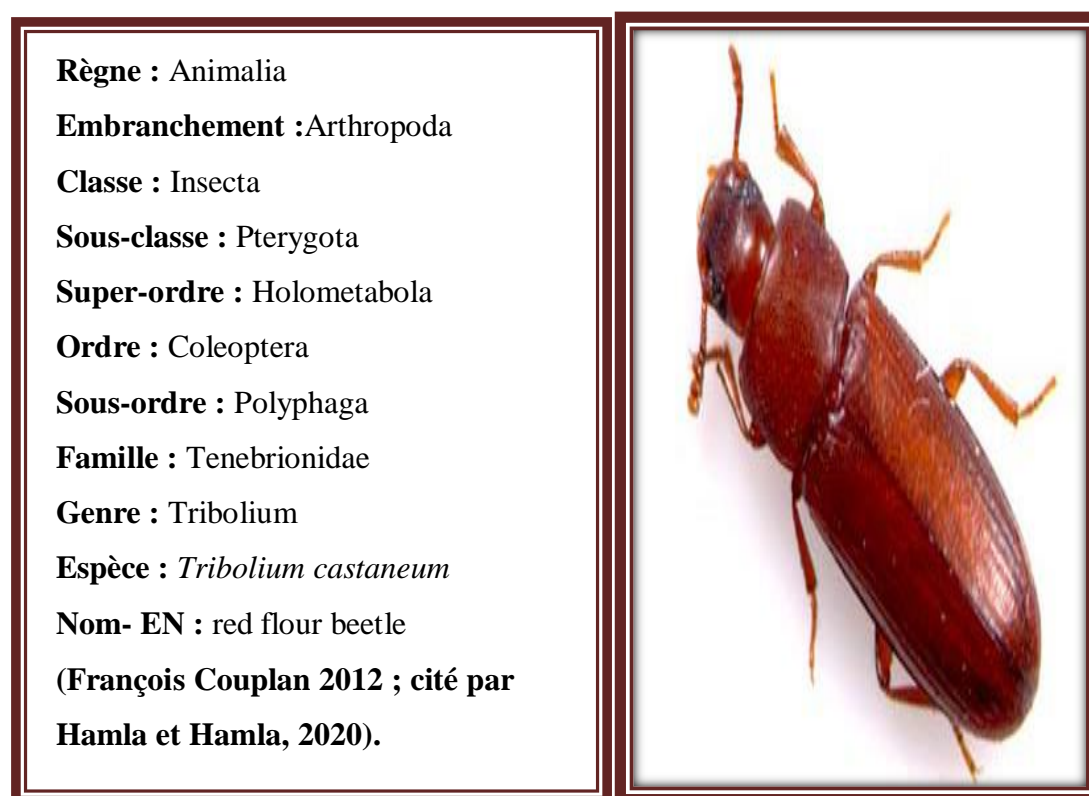 Règne : Animalia
Embranchement :Arthropoda
Classe : Insecta
Sous-classe : Pterygota
Super-ordre : Holometabola
Ordre : Coleoptera
Sous-ordre : Polyphaga
Famille : Tenebrionidae
Genre : Tribolium
Espèce : Tribolium castaneum
Nom- EN : red flour beetle
(François Couplan 2012 ; cité par
Hamla et Hamla, 2020).